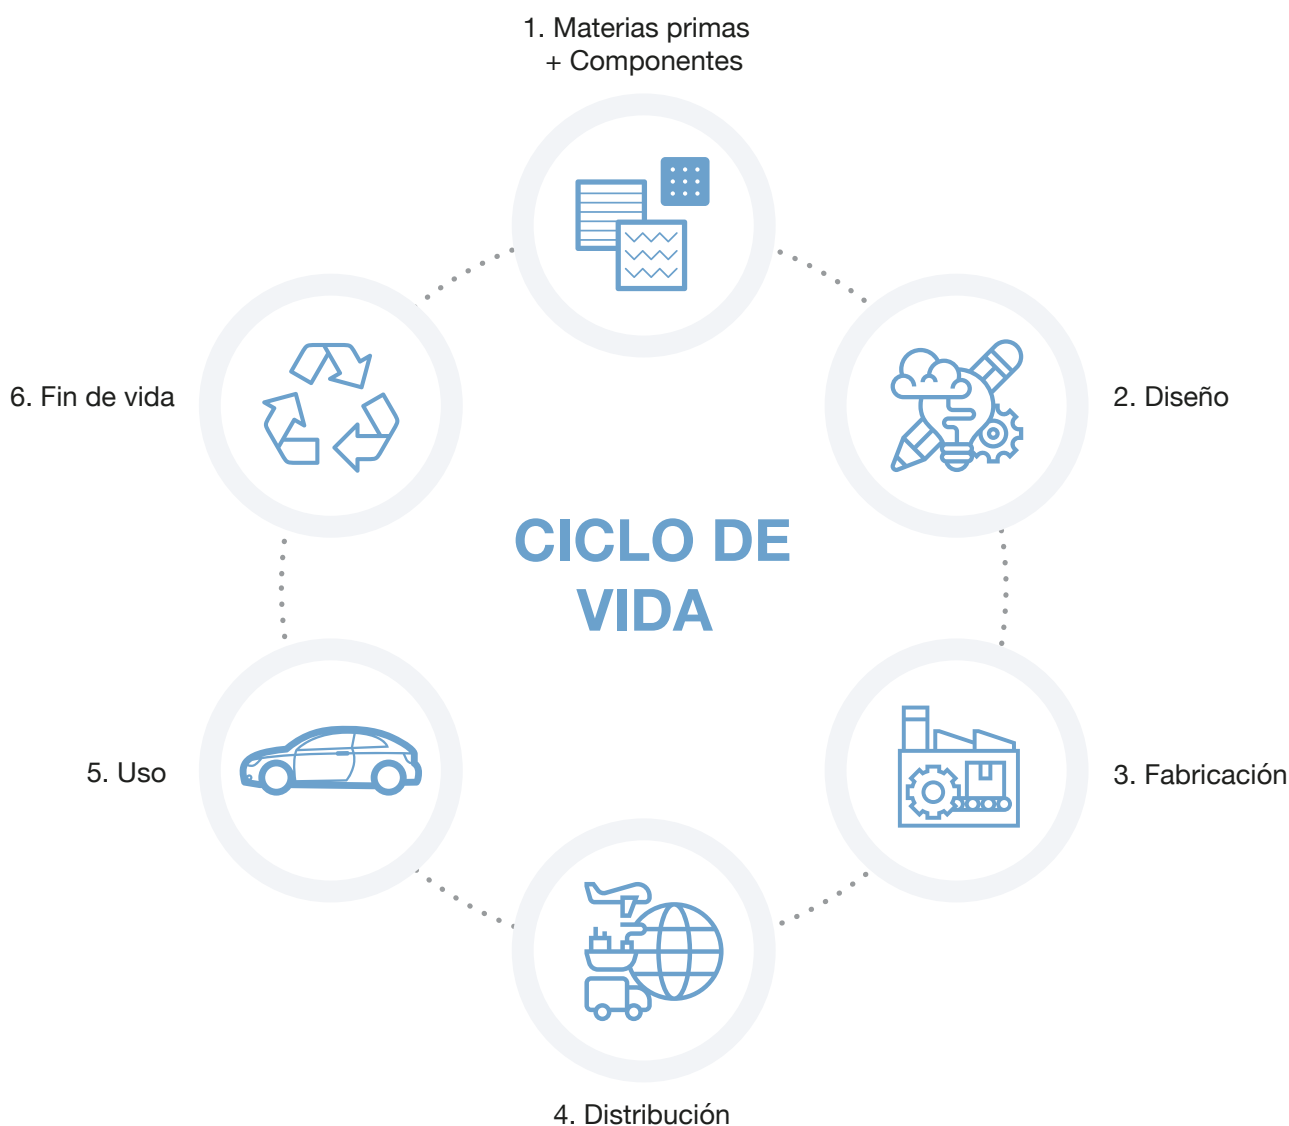 1. Materias primas
+ Componentes
2. Diseño
3. Fabricación
4. Distribución
5. Uso
6. Fin de vida
CICLO DE
VIDA